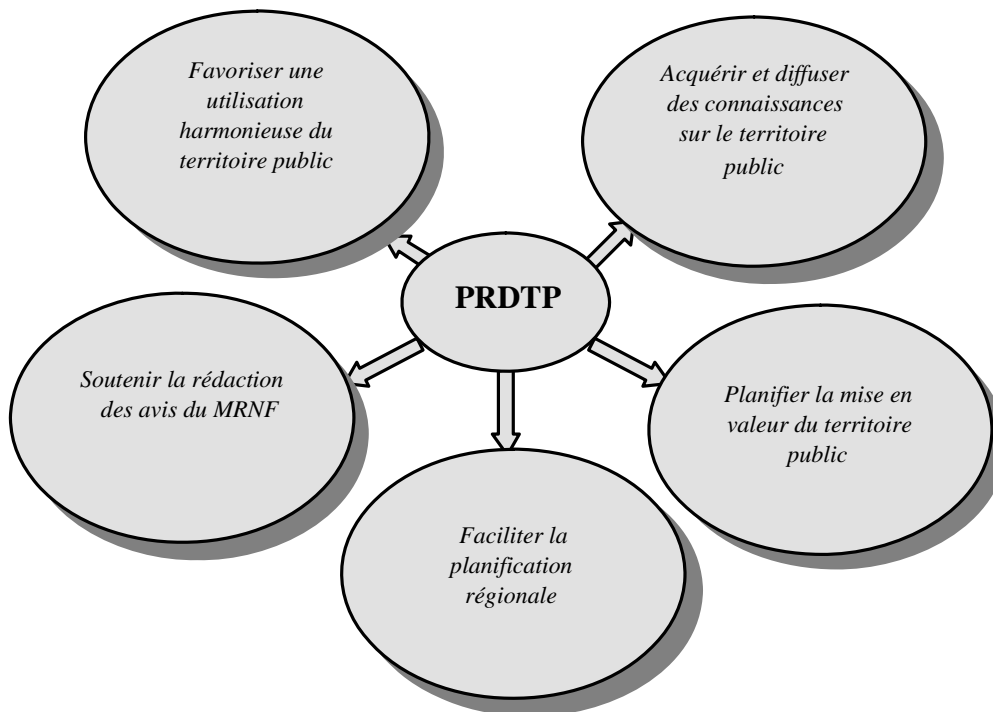 Favoriser une
utilisation
harmonieuse du
territoire public
Acquérir et diffuser
des connaissances
sur le territoire
public
PRDTP
Soutenir la rédaction
des avis du MRNF
Planifier la mise en
valeur du territoire
public
Faciliter la
planification
régionale